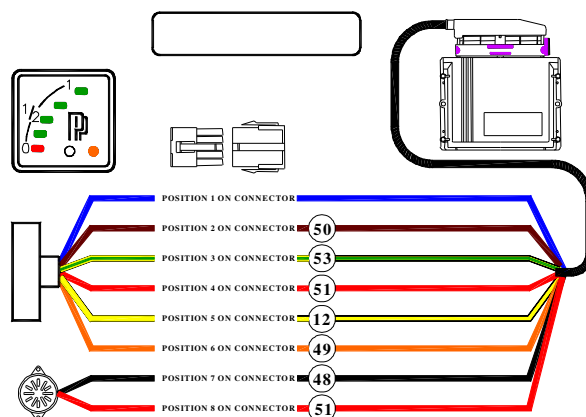 1
1/2
0
POSITION 1 ON CONNECTOR
POSITION 2 ON CONNECTOR 50
POSITION 3 ON CONNECTOR 53
POSITION 4 ON CONNECTOR 51
POSITION 5 ON CONNECTOR 12
POSITION 6 ON CONNECTOR 49
POSITION 7 ON CONNECTOR 48
POSITION 8 ON CONNECTOR 51